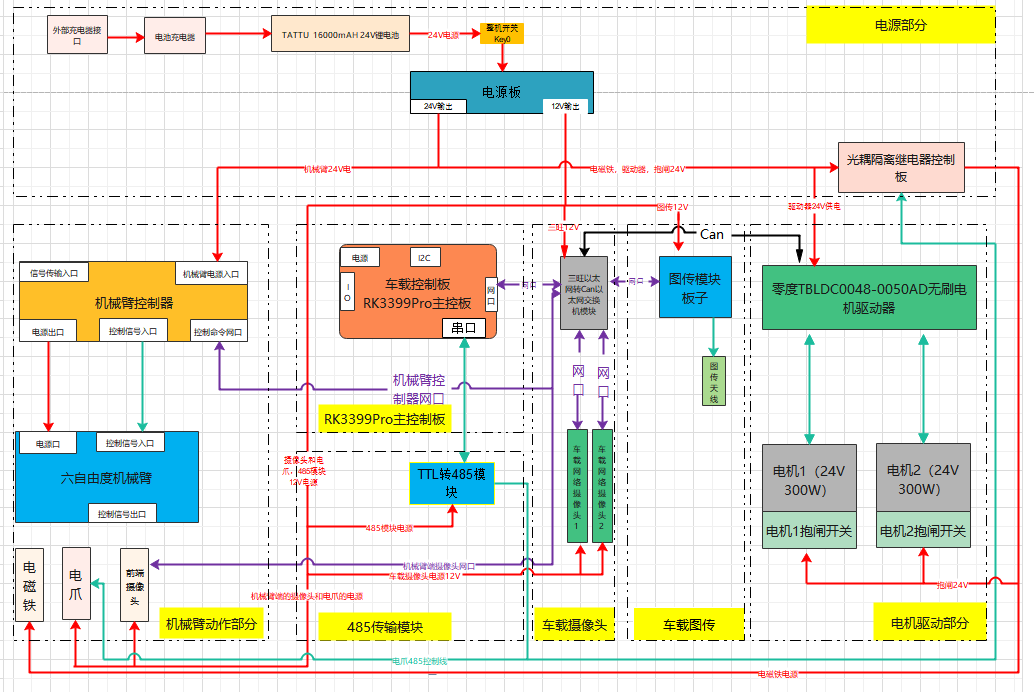 外部充电器接
口
电池充电器
TATTU 16000mAH 24V锂电池
24V电源
整机开关
Key0
电源部分
电源板
24V输出
12V输出
光耦隔离继电器控制
板
机械臂24V电
电磁铁，驱动器，抱闸24V
驱动器24V供电
图传12V
三旺12V
Can
信号传输入口
机械臂电源入口
机械臂控制器
电源出口
控制信号入口
控制命令网口
电源
I2C
I
O
车载控制板
RK3399Pro主控板
网
口
串口
网口
三旺以太
网转Can以
太网交换
机模块
网口
图传模块
板子
零度TBLDC0048-0050AD无刷电
机驱动器
图
传
天
线
机械臂控
制器网口
网
口
网
口
RK3399Pro主控制板
电源口
控制信号入口
六自由度机械臂
控制信号出口
摄像头和电
爪，485模块
12V电源
TTL转485模
块
车
载
网
络
摄
像
头
1
车
载
网
络
摄
像
头
2
电机1（24V
300W）
电机1抱闸开关
电机2（24V
300W）
电机2抱闸开关
485模块电源
机械臂端摄像头网口
车载摄像头电源12V
电
磁
铁
电
爪
前端
摄像
头
机械臂端的摄像头和电爪的电源
抱闸24V
机械臂动作部分
485传输模块
车载摄像头
车载图传
电机驱动部分
电爪485控制线
电磁铁电源